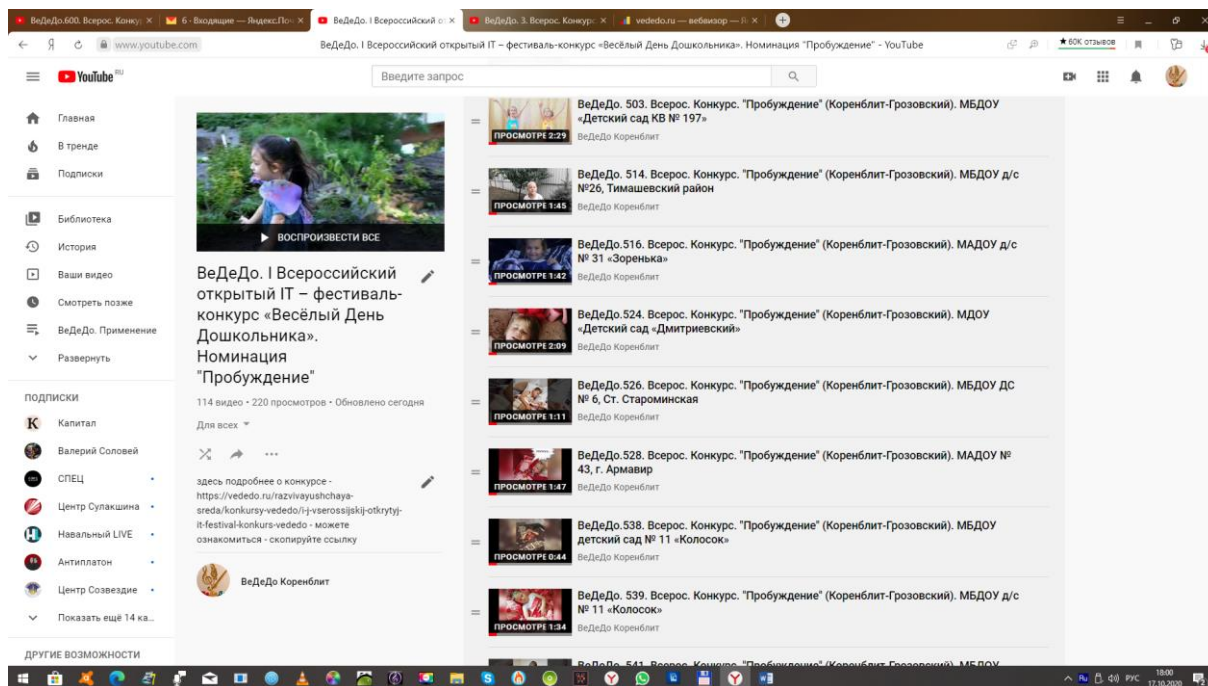 ВеДеДо.600. Всерос. Конку
6 · Входящие — Яндекс.По
ВеДеДо. I Всероссийский о
ВеДеДо. 3. Всерос. Конкур
vededo.ru — вебвизор — Я
www.youtube.com
ВеДеДо. I Всероссийский открытый IT – фестиваль-конкурс «Весёлый День Дошкольника». Номинация "Пробуждение" - YouTube
★ 60K отзывов
YouTube RU
Введите запрос
Главная
В тренде
Подписки
Библиотека
История
Ваши видео
Смотреть позже
ВеДеДо. Применение
Развернуть
ПОДПИСКИ
Капитал
Валерий Соловей
СПЕЦ
Центр Сулакшина
Навальный LIVE
Антиплатон
Центр Созвездие
Показать ещё 14 ка...
ДРУГИЕ ВОЗМОЖНОСТИ
ВОСПРОИЗВЕСТИ ВСЕ
ВеДеДо. I Всероссийский
открытый IT – фестиваль-
конкурс «Весёлый День
Дошкольника».
Номинация
"Пробуждение"
114 видео • 220 просмотров • Обновлено сегодня
Для всех
здесь подробнее о конкурсе -
https://vededo.ru/razvivayushchaya-
sreda/konkursy-vededo/i-j-vserossijskij-otkrytyj-
it-festival-konkurs-vededo - можете
ознакомиться - скопируйте ссылку
ВеДеДо Коренблит
ВеДеДо. 503. Всерос. Конкурс. "Пробуждение" (Коренблит-Грозовский). МБДОУ
«Детский сад КВ № 197»
ПРОСМОТРЕ 2:29
ВеДеДо Коренблит
ВеДеДо. 514. Всерос. Конкурс. "Пробуждение" (Коренблит-Грозовский). МБДОУ д/с
№26, Тимашевский район
ПРОСМОТРЕ 1:45
ВеДеДо Коренблит
ВеДеДо.516. Всерос. Конкурс. "Пробуждение" (Коренблит-Грозовский). МАДОУ д/с
№ 31 «Зоренька»
ПРОСМОТРЕ 1:42
ВеДеДо Коренблит
ВеДеДо.524. Всерос. Конкурс. "Пробуждение" (Коренблит-Грозовский). МДОУ
«Детский сад «Дмитриевский»
ПРОСМОТРЕ 2:09
ВеДеДо Коренблит
ВеДеДо.526. Всерос. Конкурс. "Пробуждение" (Коренблит-Грозовский). МБДОУ ДС
№ 6, Ст. Староминская
ПРОСМОТРЕ 1:11
ВеДеДо Коренблит
ВеДеДо.528. Всерос. Конкурс. "Пробуждение" (Коренблит-Грозовский). МАДОУ №
43, г. Армавир
ПРОСМОТРЕ 1:47
ВеДеДо Коренблит
ВеДеДо.538. Всерос. Конкурс. "Пробуждение" (Коренблит-Грозовский). МБДОУ
детский сад № 11 «Колосок»
ПРОСМОТРЕ 0:44
ВеДеДо Коренблит
ВеДеДо. 539. Всерос. Конкурс. "Пробуждение" (Коренблит-Грозовский). МБДОУ д/с
№ 11 «Колосок»
ПРОСМОТРЕ 1:34
ВеДеДо Коренблит
ВеДеДо. 541. Всерос. Конкурс. "Пробуждение" (Коренблит-Грозовский). МБДОУ
РУС
18:00
17.10.2020